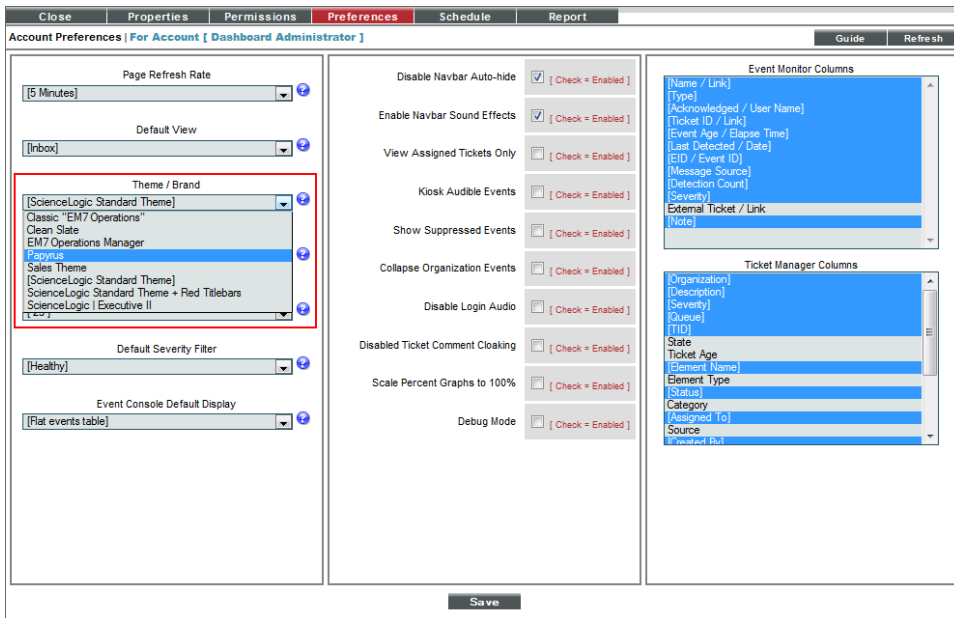 Close Properties Permissions Preferences Schedule Report
Account Preferences | For Account [ Dashboard Administrator ] Guide Refresh
Page Refresh Rate
[5 Minutes]
Default View
[Inbox]
Theme / Brand
[ScienceLogic Standard Theme]
Classic "EM7 Operations"
Clean Slate
EM7 Operations Manager
Papyrus
Sales Theme
[ScienceLogic Standard Theme]
ScienceLogic Standard Theme + Red Titlebars
ScienceLogic | Executive II
Default Severity Filter
[Healthy]
Event Console Default Display
[Flat events table]
Disable Navbar Auto-hide [ Check = Enabled ]
Enable Navbar Sound Effects [ Check = Enabled ]
View Assigned Tickets Only [ Check = Enabled ]
Kiosk Audible Events [ Check = Enabled ]
Show Suppressed Events [ Check = Enabled ]
Collapse Organization Events [ Check = Enabled ]
Disable Login Audio [ Check = Enabled ]
Disabled Ticket Comment Cloaking [ Check = Enabled ]
Scale Percent Graphs to 100% [ Check = Enabled ]
Debug Mode [ Check = Enabled ]
Event Monitor Columns
[Name / Link]
[Type]
[Acknowledged / User Name]
[Ticket ID / Link]
[Event Age / Elapse Time]
[Last Detected / Date]
[EID / Event ID]
[Message Source]
[Detection Count]
[Severity]
External Ticket / Link
[Note]
Ticket Manager Columns
[Organization]
[Description]
[Severity]
[Queue]
[TID]
State
Ticket Age
[Element Name]
Element Type
[Status]
Category
[Assigned To]
Source
[Created By]
Save